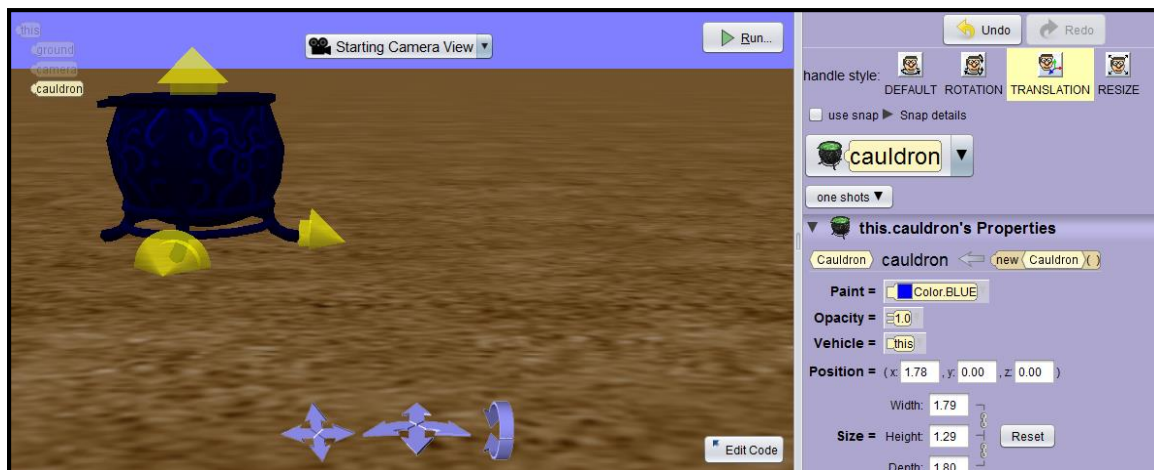 this
ground
camera
cauldron
Starting Camera View
Run...
Edit Code
Undo
Redo
handle style:
DEFAULT ROTATION TRANSLATION RESIZE
use snap Snap details
cauldron
one shots
this.cauldron's Properties
Cauldron cauldron new Cauldron ( )
Paint = Color.BLUE
Opacity = 1.0
Vehicle = this
Position = ( x: 1.78 , y: 0.00 , z: 0.00 )
Width: 1.79
Size = Height: 1.29 Reset
Depth: 1.80